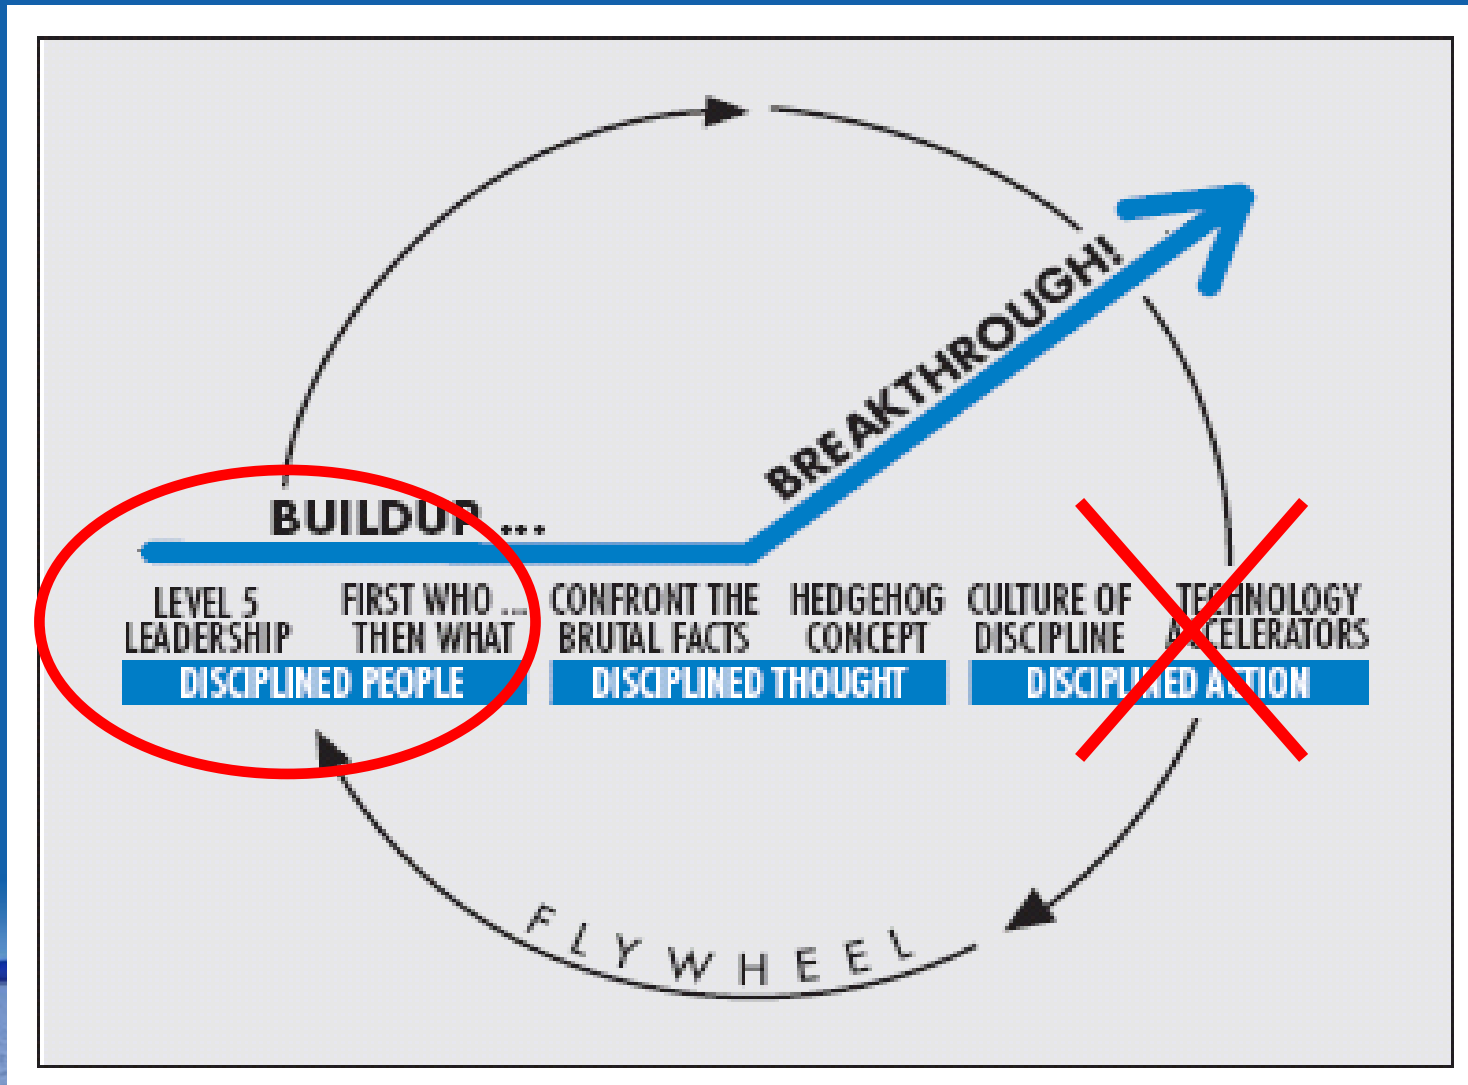 BREAKTHROUGH!
BUILDUP ...
LEVEL 5
LEADERSHIP
FIRST WHO ...
THEN WHAT
CONFRONT THE
BRUTAL FACTS
HEDGEHOG
CONCEPT
CULTURE OF
DISCIPLINE
TECHNOLOGY
ACCELERATORS
DISCIPLINED PEOPLE
DISCIPLINED THOUGHT
DISCIPLINED ACTION
FLYWHEEL